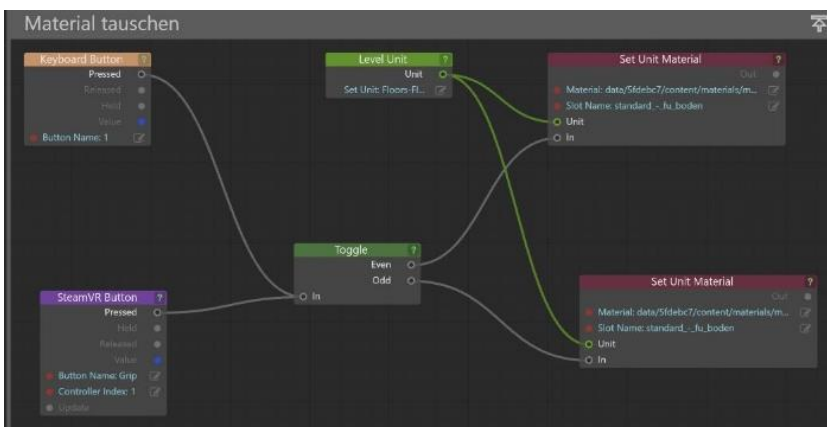 Material tauschen
Keyboard Button ?
Pressed
Released
Held
Value
Button Name: 1
Level Unit ?
Unit
Set Unit: Floors-Fl...
Set Unit Material ?
Out
Material: data/5fdebc7/content/materials/m...
Slot Name: standard_-_fu_boden
Unit
In
Toggle ?
Even
Odd
In
SteamVR Button ?
Pressed
Held
Released
Value
Button Name: Grip
Controller Index: 1
Update
Set Unit Material ?
Out
Material: data/5fdebc7/content/materials/m...
Slot Name: standard_-_fu_boden
Unit
In